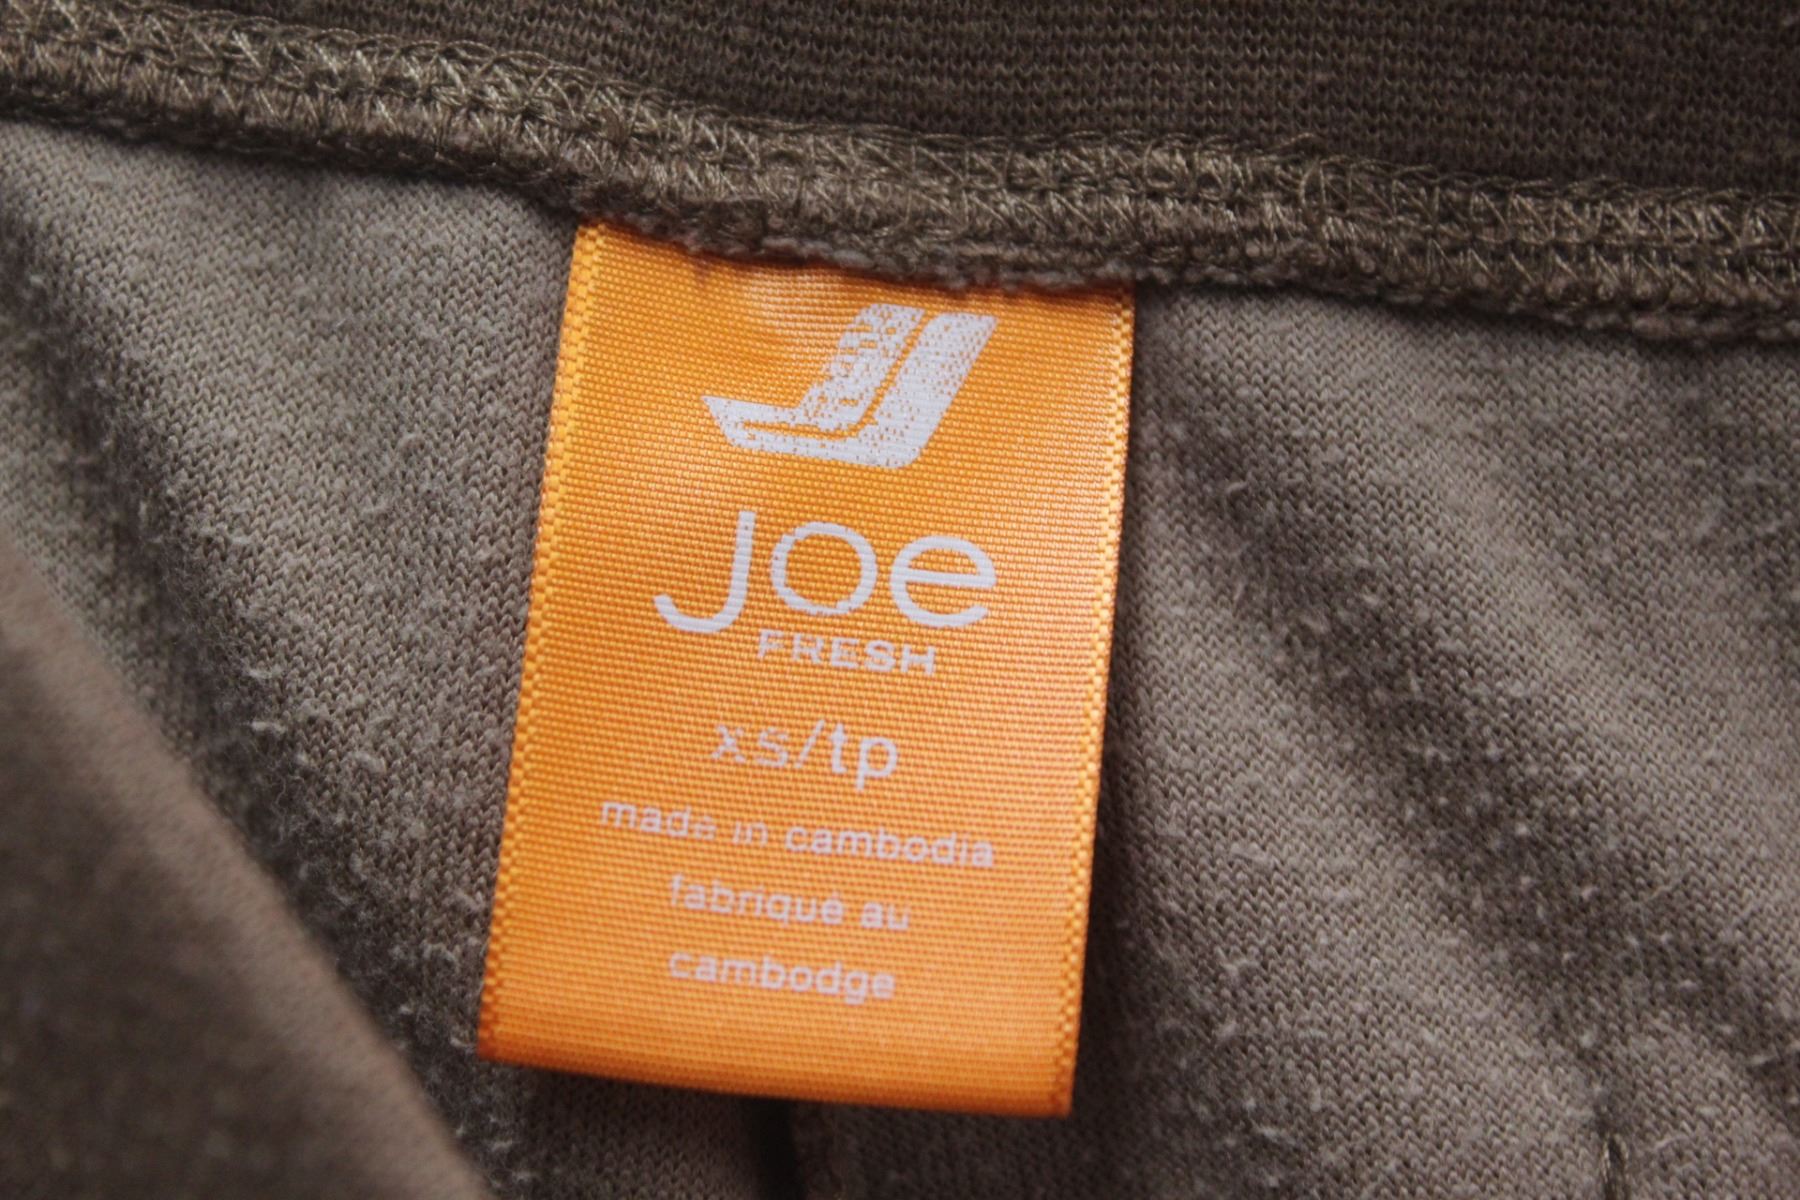 Joe
FRESH
xs/tp
made in cambodia
fabriqué au
cambodge